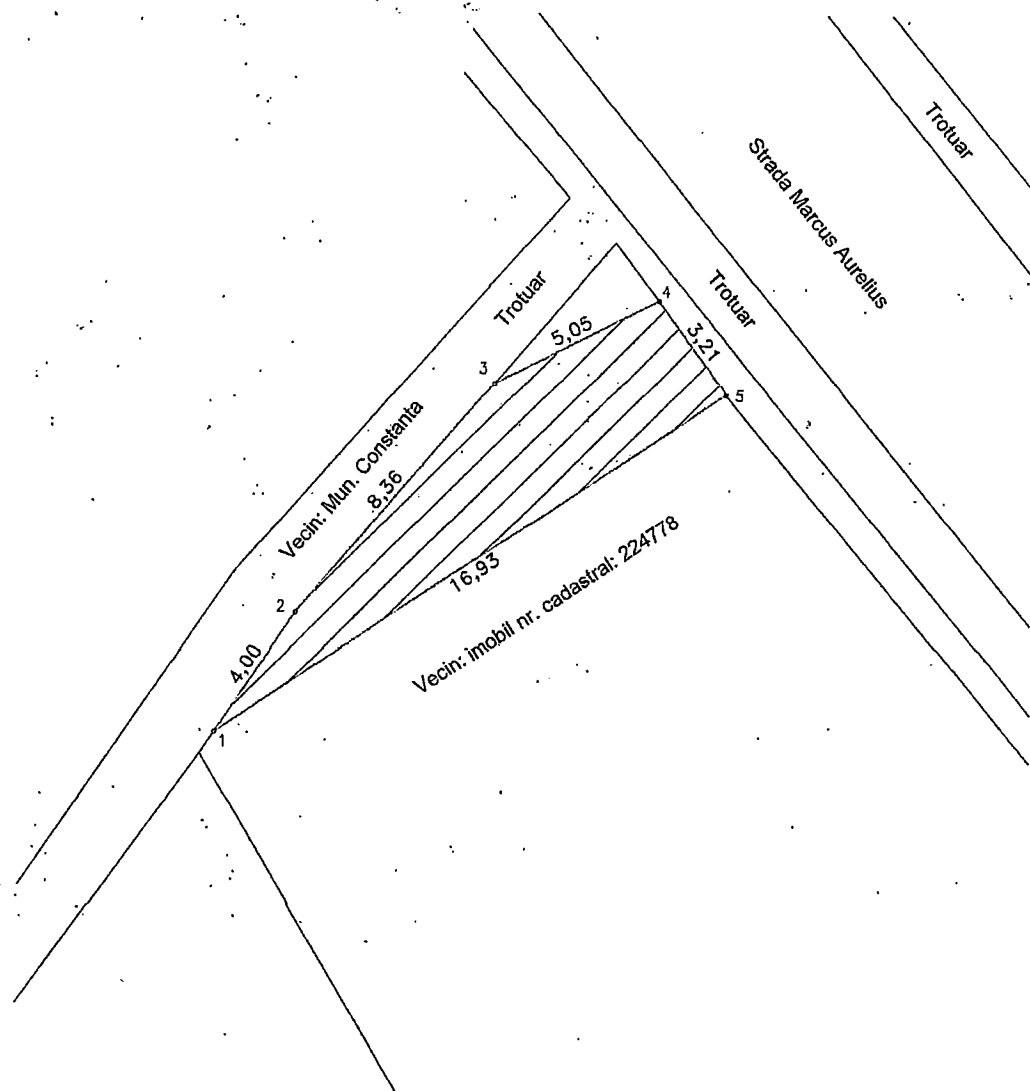 Trotuar
Strada Marcus Aurelius
Trotuar
Trotuar
4
5,05
3,21
3
5
Vecin: Mun. Constanta
8,36
16,93
Vecin: imobil nr. cadastral: 224778
2
4,00
1